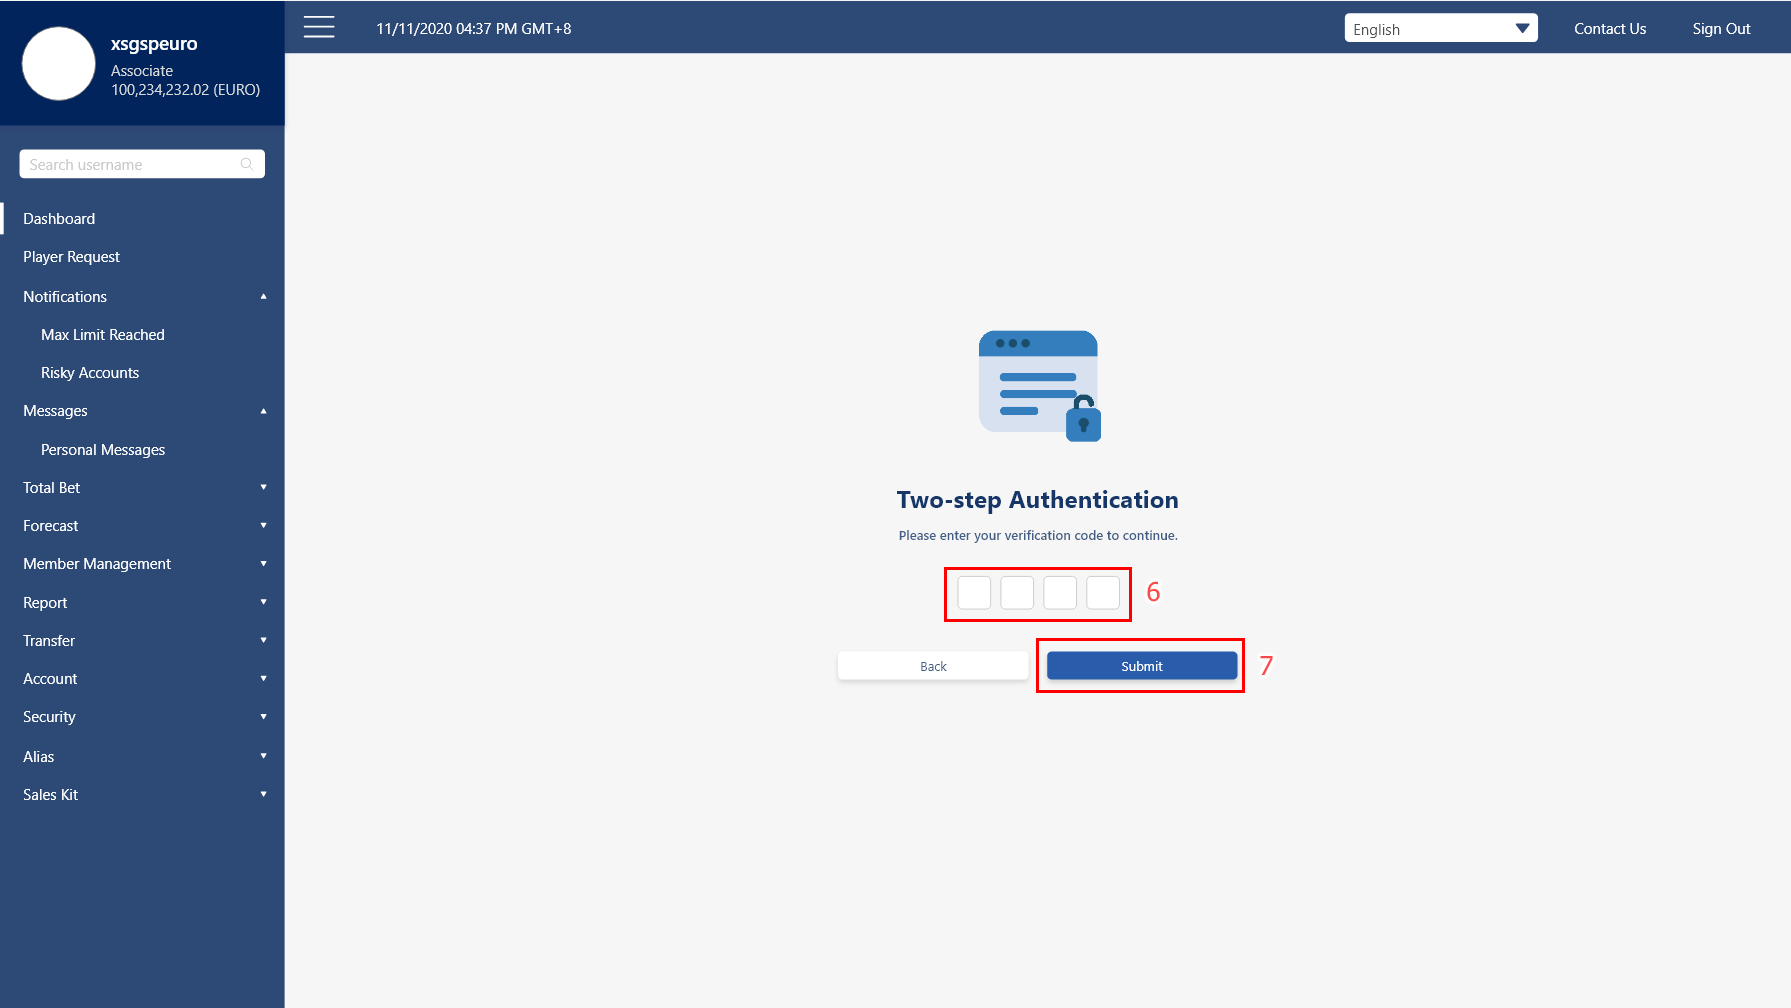 xsgspeuro
Associate
100,234,232.02 (EURO)
11/11/2020 04:37 PM GMT+8
English
Contact Us
Sign Out
Search username
Dashboard
Player Request
Notifications
Max Limit Reached
Risky Accounts
Messages
Personal Messages
Total Bet
Forecast
Member Management
Report
Transfer
Account
Security
Alias
Sales Kit
Two-step Authentication
Please enter your verification code to continue.
6
Back
Submit
7